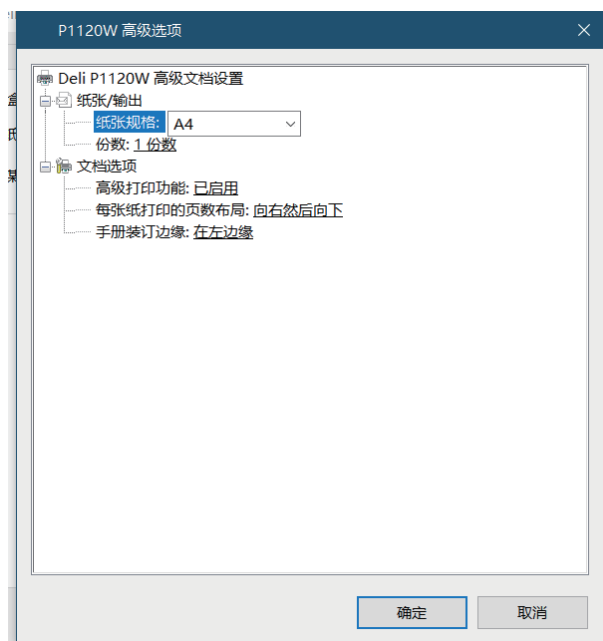 P1120W 高级选项
Deli P1120W 高级文档设置
纸张/输出
纸张规格: A4
份数: 1 份数
文档选项
高级打印功能: 已启用
每张纸打印的页数布局: 向右然后向下
手册装订边缘: 在左边缘
确定 取消